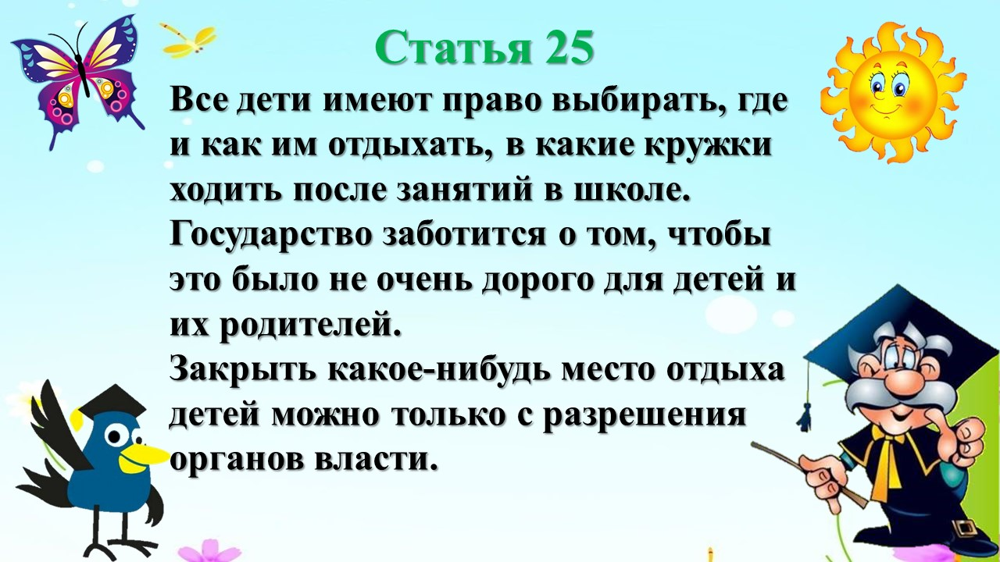 Статья 25
Все дети имеют право выбирать, где
и как им отдыхать, в какие кружки
ходить после занятий в школе.
Государство заботится о том, чтобы
это было не очень дорого для детей и
их родителей.
Закрыть какое-нибудь место отдыха
детей можно только с разрешения
органов власти.